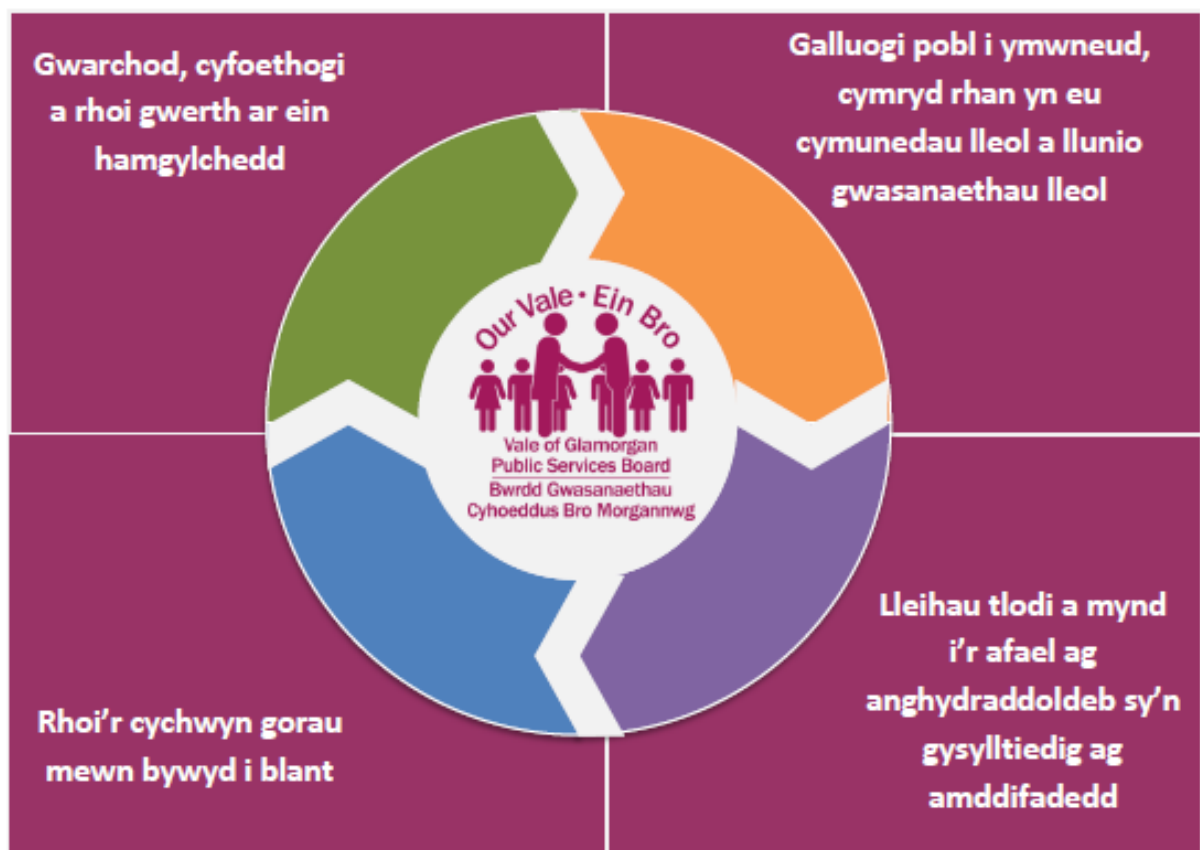 Gwarchod, cyfoethogi
a rhoi gwerth ar ein
hamgylchedd
Galluogi pobl i ymwneud,
cymryd rhan yn eu
cymunedau lleol a llunio
gwasanaethau lleol
Our Vale • Ein Bro
Vale of Glamorgan
Public Services Board
Bwrdd Gwasanaethau
Cyhoeddus Bro Morgannwg
Rhoi’r cychwyn gorau
mewn bywyd i blant
Lleihau tlodi a mynd
i’r afael ag
anghydraddoldeb sy’n
gysylltiedig ag
amddifadedd